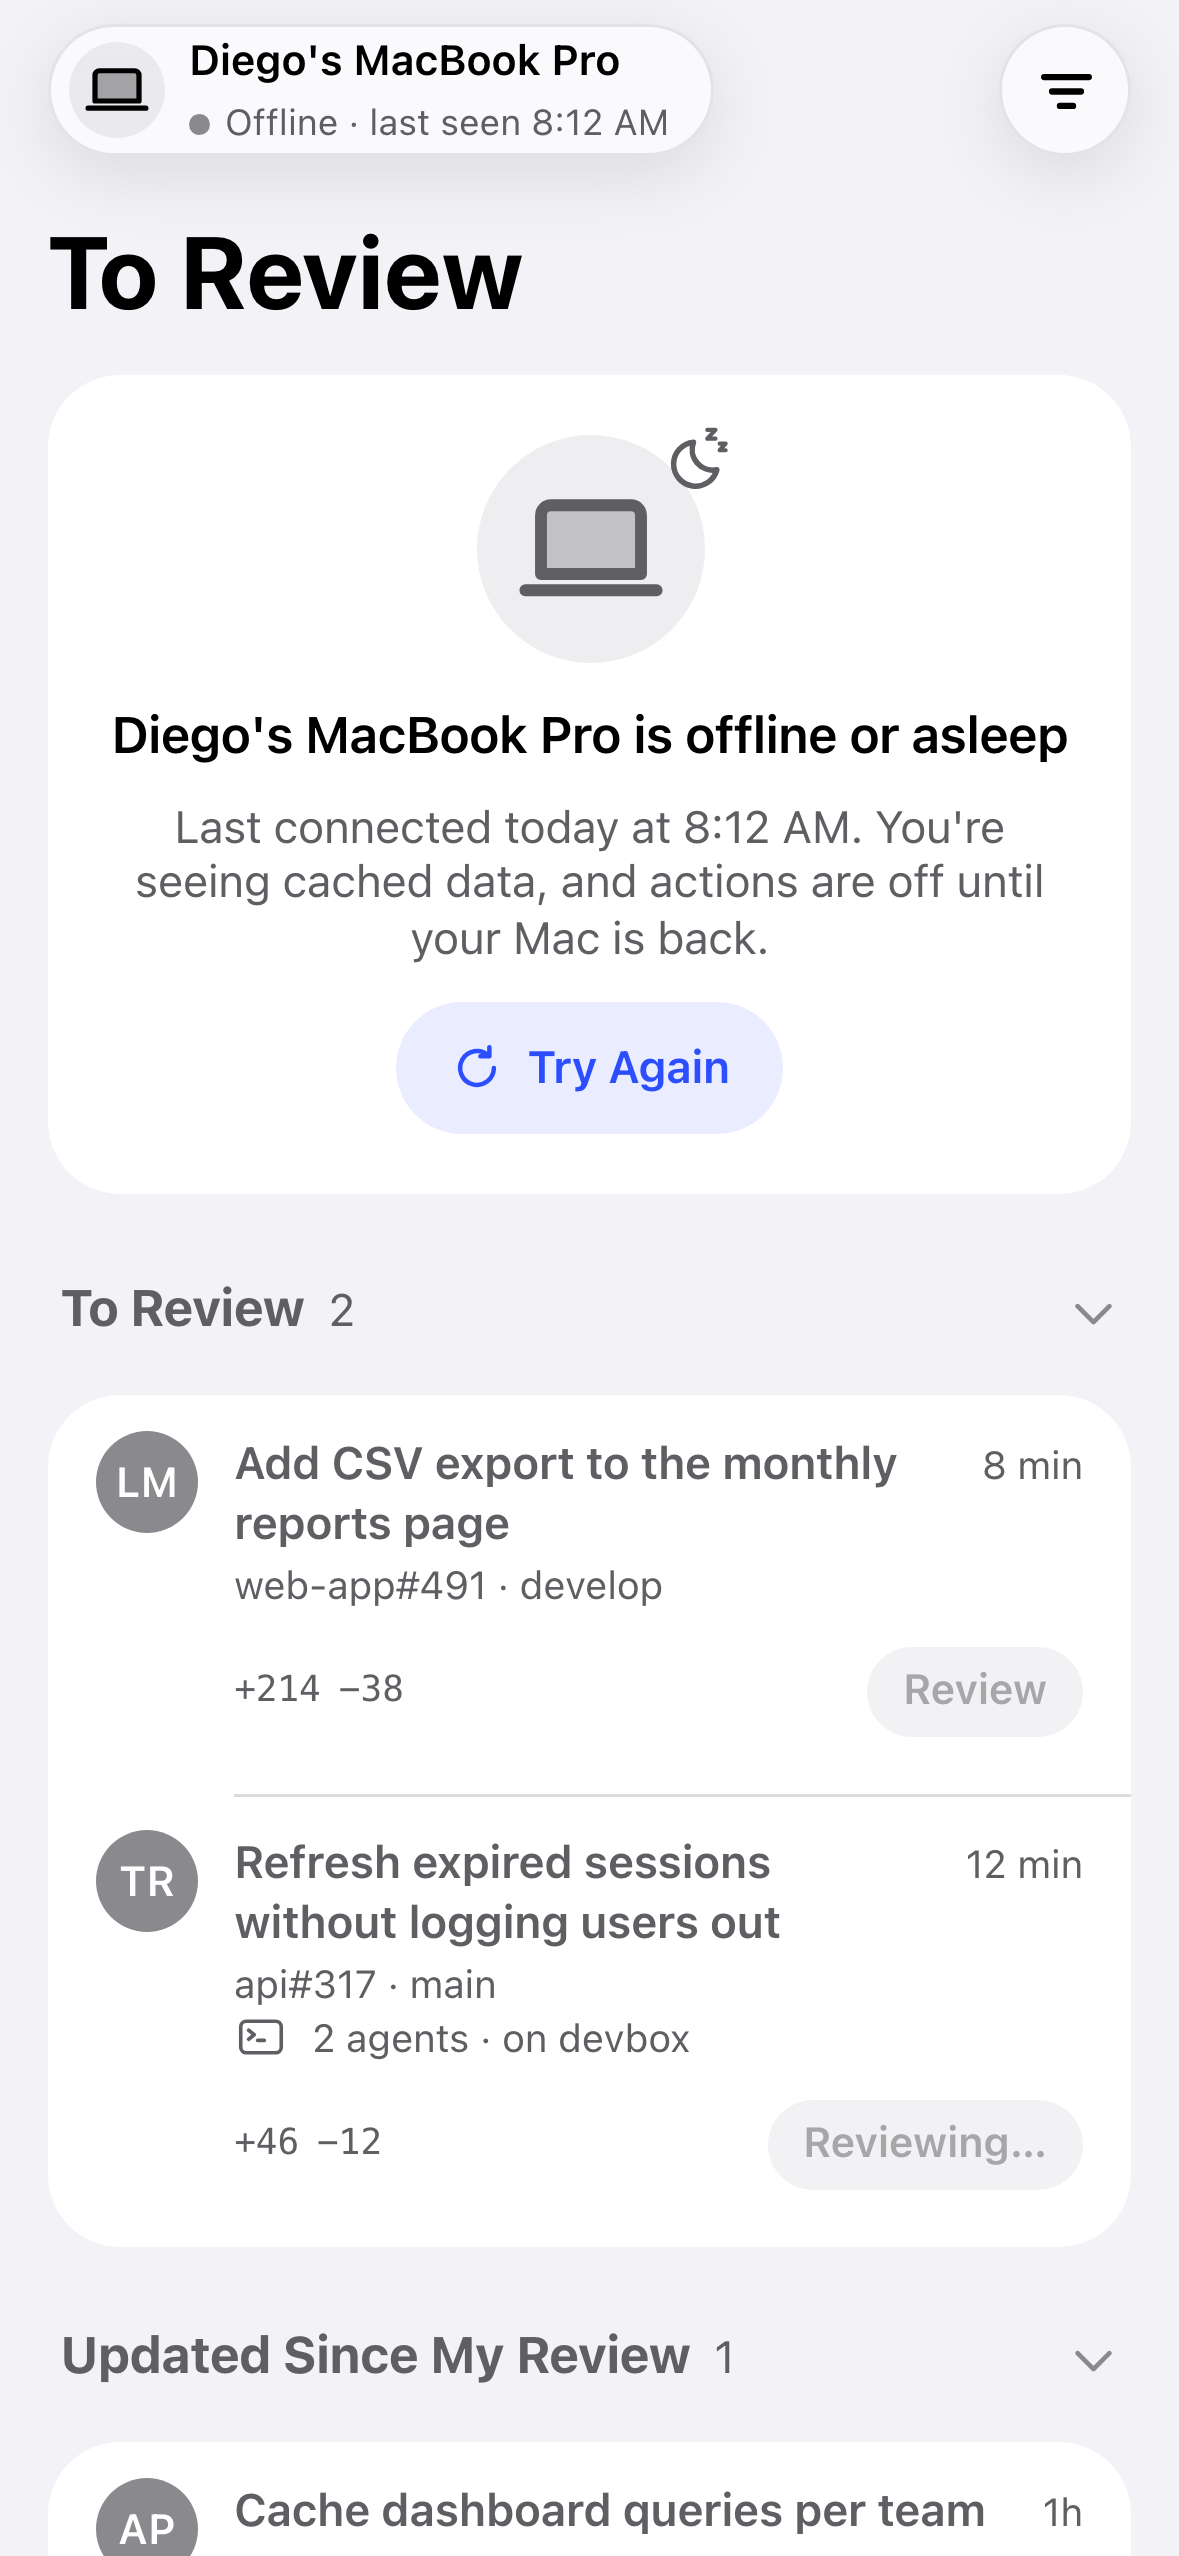 Diego's MacBook Pro
Offline · last seen 8:12 AM
To Review
zz
Diego's MacBook Pro is offline or asleep
Last connected today at 8:12 AM. You're
seeing cached data, and actions are off until
your Mac is back.
Try Again
To Review 2
LM
Add CSV export to the monthly 8 min
reports page
web-app#491 · develop
+214 −38 Review
TR
Refresh expired sessions 12 min
without logging users out
api#317 · main
2 agents · on devbox
+46 −12 Reviewing...
Updated Since My Review 1
AP
Cache dashboard queries per team 1h